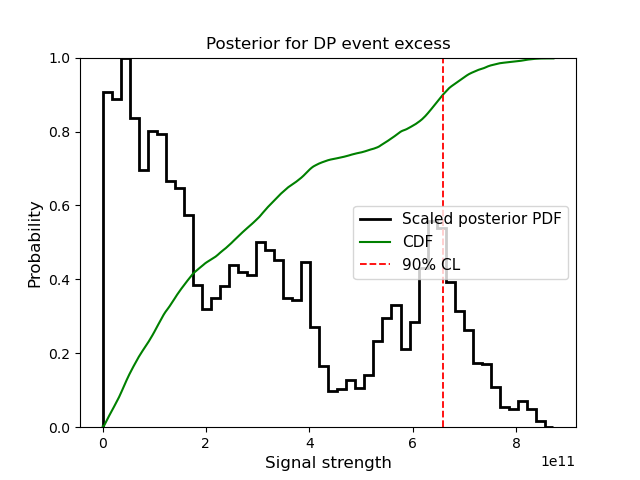 Posterior for DP event excess
Probability
1.0
0.8
0.6
0.4
0.2
0.0
Scaled posterior PDF
CDF
90% CL
0
2
4
6
8
1e11
Signal strength